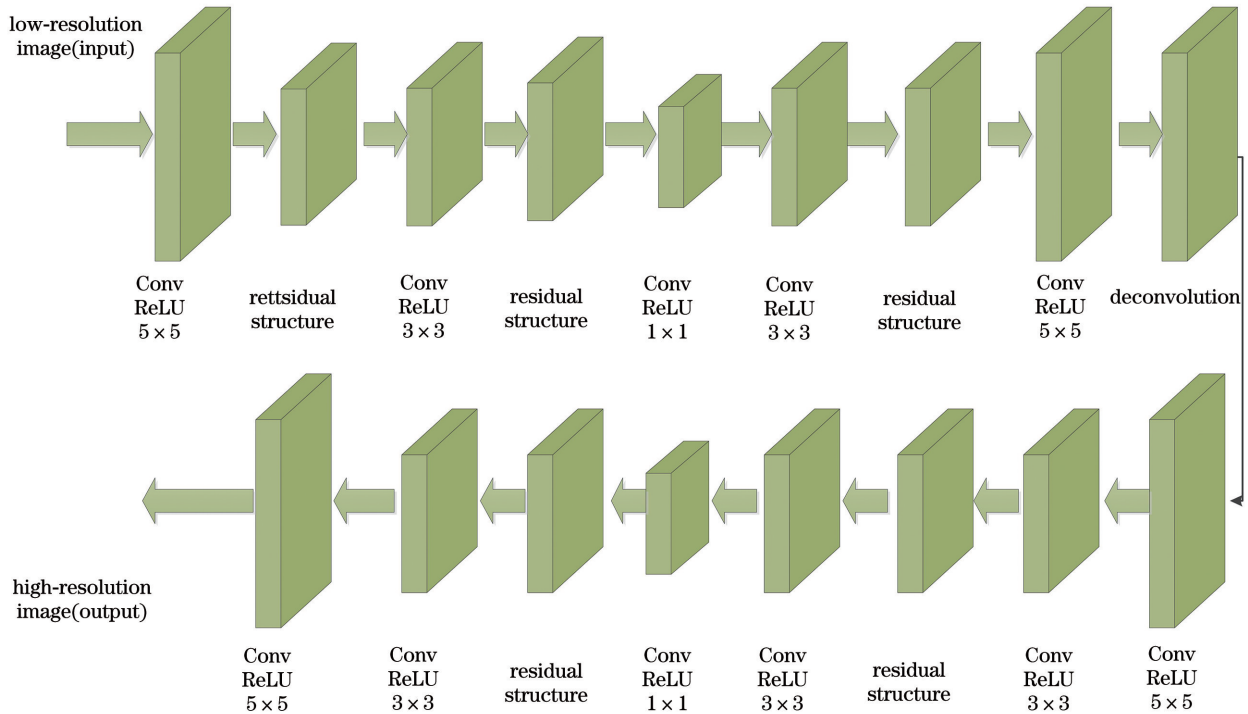 low-resolution
image(input)
Conv
ReLU
5 × 5
rettsidual
structure
Conv
ReLU
3 × 3
residual
structure
Conv
ReLU
1 × 1
Conv
ReLU
3 × 3
residual
structure
Conv
ReLU
5 × 5
deconvolution
high-resolution
image(output)
Conv
ReLU
5 × 5
Conv
ReLU
3 × 3
residual
structure
Conv
ReLU
1 × 1
Conv
ReLU
3 × 3
residual
structure
Conv
ReLU
3 × 3
Conv
ReLU
5 × 5